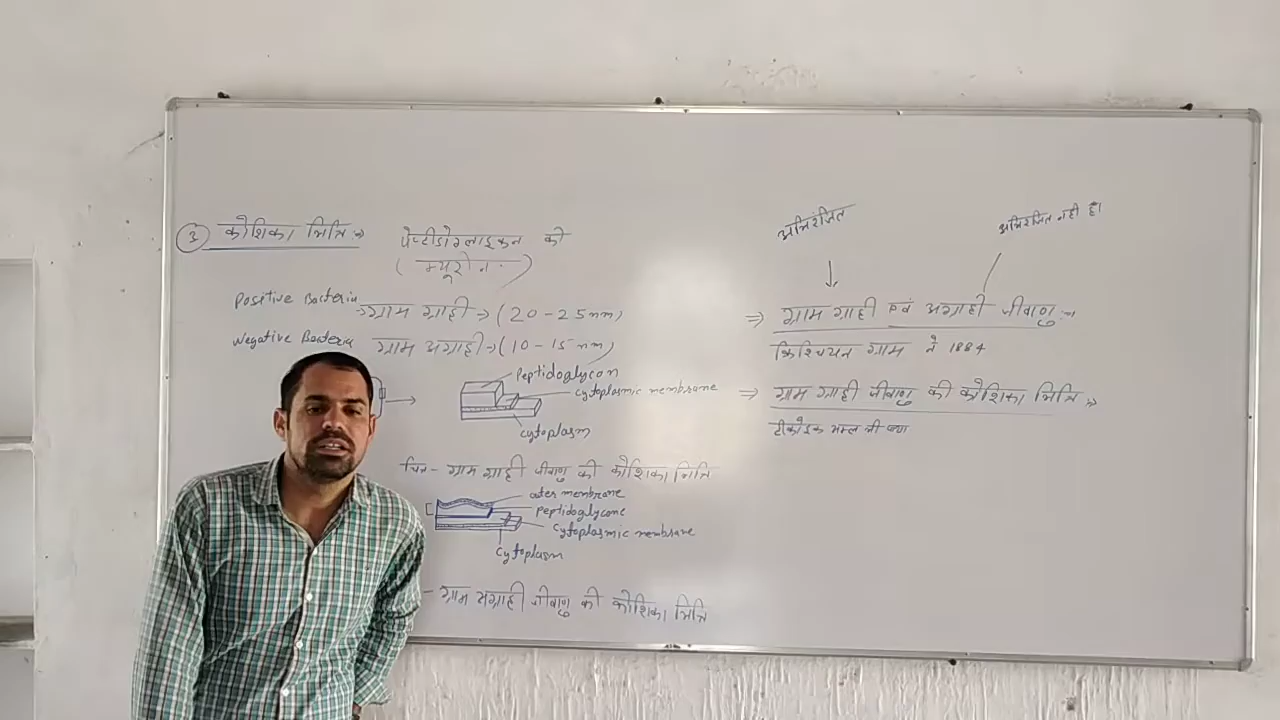 3 कोशिका भित्ति ⇒ पेप्टीडोग्लाइकन को
(म्यूरीन)
Positive Bacteria → ग्राम ग्राही → (20-25nm)
Negative Bacteria ग्राम अग्राही → (10-15 nm)
Peptidoglycan
Cytoplasmic membrane
Cytoplasm
चित्र - ग्राम ग्राही जीवाणु की कोशिका भित्ति
outer membrane
Peptidoglycane
Cytoplasmic membrane
Cytoplasm
- ग्राम अग्राही जीवाणु की कोशिका भित्ति
अभिरंजित
अभिरंजित नही है।
⇒ ग्राम ग्राही एवं अग्राही जीवाणु :→
क्रिश्चियन ग्राम ने 1884
⇒ ग्राम ग्राही जीवाणु की कोशिका भित्ति ⇒
टीकोइक अम्ल की